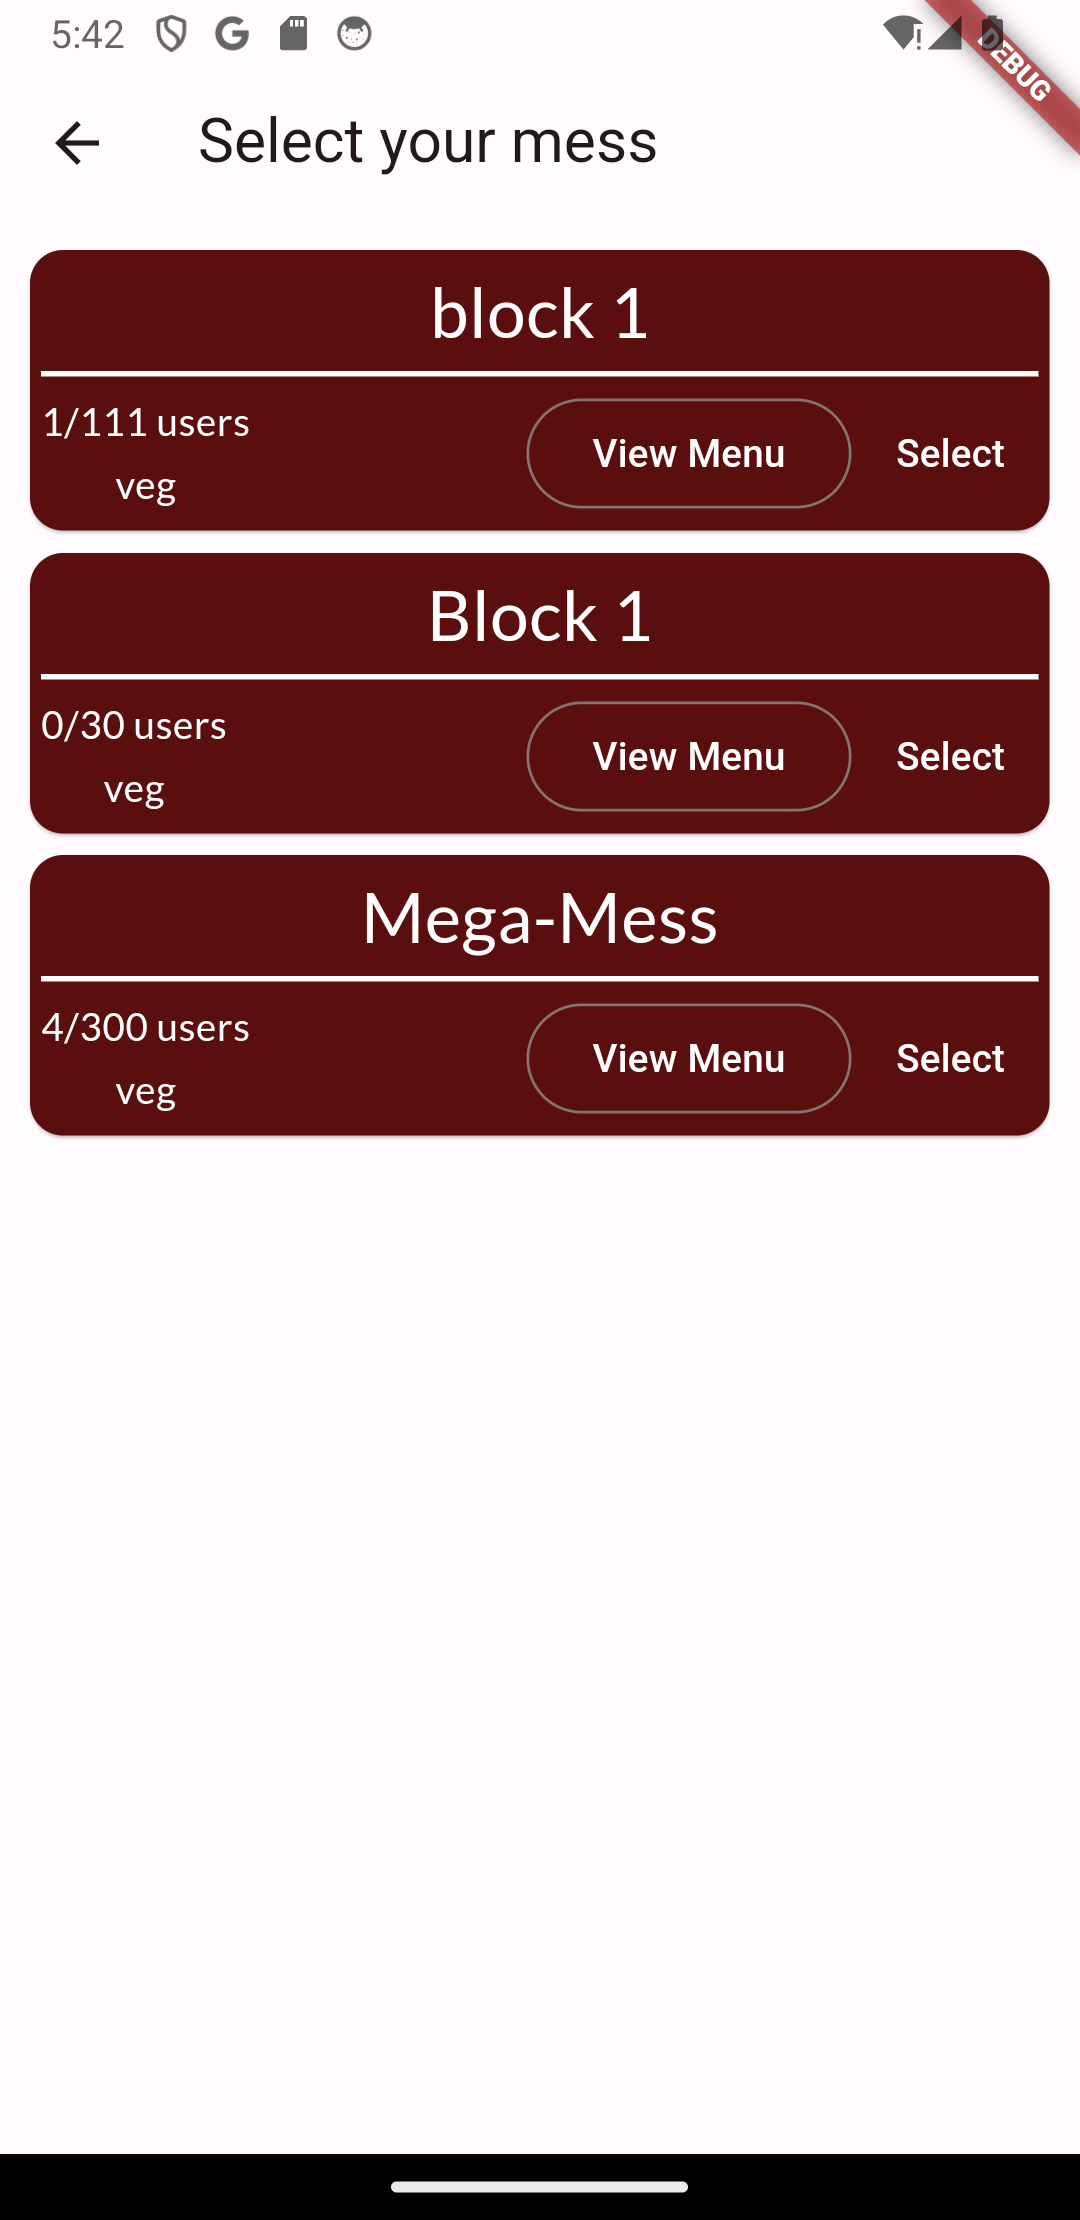 5:42
DEBUG
Select your mess
block 1
1/111 users
veg
View Menu
Select
Block 1
0/30 users
veg
View Menu
Select
Mega-Mess
4/300 users
veg
View Menu
Select